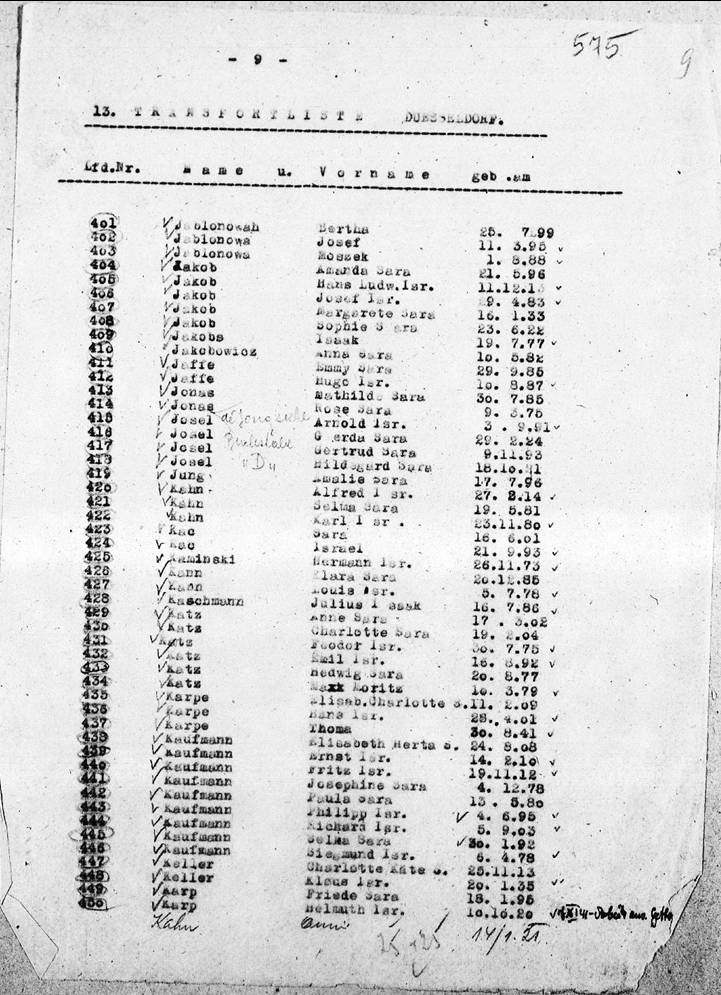 575
9
- 9 -
13. TRANSPORTLISTE DUESSELDORF.
Lfd.Nr. Name u. Vorname geb.am
401 Jablonowah Bertha 25. 7.99
402 Jablonowa Josef 11. 3.95
403 Jablonowa Moszek 1. 8.88
404 Jakob Amanda Sara 21. 5.96
405 Jakob Hans Ludw.Isr. 11.12.13
406 Jakob Josef Isr. 29. 4.83
407 Jakob Margarete Sara 16. 1.33
408 Jakob Sophie Sara 23. 6.22
409 Jakobs Isaak 19. 7.77
410 Jakobowicz Anna Sara 10. 5.82
411 Jaffe Emmy Sara 29. 9.85
412 Jaffe Hugo Isr. 10. 8.87
413 Jonas Mathilde Sara 30. 7.85
414 Jonas Rose Sara 9. 3.75
415 Josel de Jong siehe Arnold Isr. 3. 9.91
416 Josel Buchstabe Gerda Sara 29. 2.24
417 Josel "D" Gertrud Sara 9.11.93
418 Josel Hildegard Sara 18.10.21
419 Jung Amalie Sara 17. 7.96
420 Kahn Alfred Isr. 27. 2.14
421 Kahn Selma Sara 19. 5.81
422 Kahn Karl Isr. 23.11.80
423 Kac Sara 16. 6.01
424 Kac Israel 21. 9.93
425 Kaminski Hermann Isr. 26.11.73
426 Kann Klara Sara 20.12.85
427 Kaon Louis Isr. 5. 7.78
428 Kaschmann Julius Issak 16. 7.86
429 Katz Anne Sara 17. 3.02
430 Katz Charlotte Sara 19. 2.04
431 Katz Feodor Isr. 30. 7.75
432 Katz Emil Isr. 16. 8.92
433 Katz Hedwig Sara 20. 8.77
434 Katz Maxx Moritz 10. 3.79
435 Karpe Elisab.Charlotte S.11. 2.09
436 Karpe Hans Isr. 28. 4.01
437 Karpe Thoma 30. 8.41
438 Kaufmann Elisabeth Herta S. 24. 8.08
439 Kaufmann Ernst Isr. 14. 2.10
440 Kaufmann Fritz Isr. 19.11.12
441 Kaufmann Josephine Sara 4. 12.78
442 Kaufmann Paula Sara 13. 5.80
443 Kaufmann Philipp Isr. 4. 6.95
444 Kaufmann Richard Isr. 5. 9.03
445 Kaufmann Selma Sara 30. 1.92
446 Kaufmann Siegmund Isr. 6. 4.78
447 Keller Charlotte Käte S. 25.11.13
448 Keller Klaus Isr. 20. 1.35
449 Karp Friede Sara 18. 1.95
450 Karp Helmuth Isr. 10.10.20
Kahn Anni 14/1.21